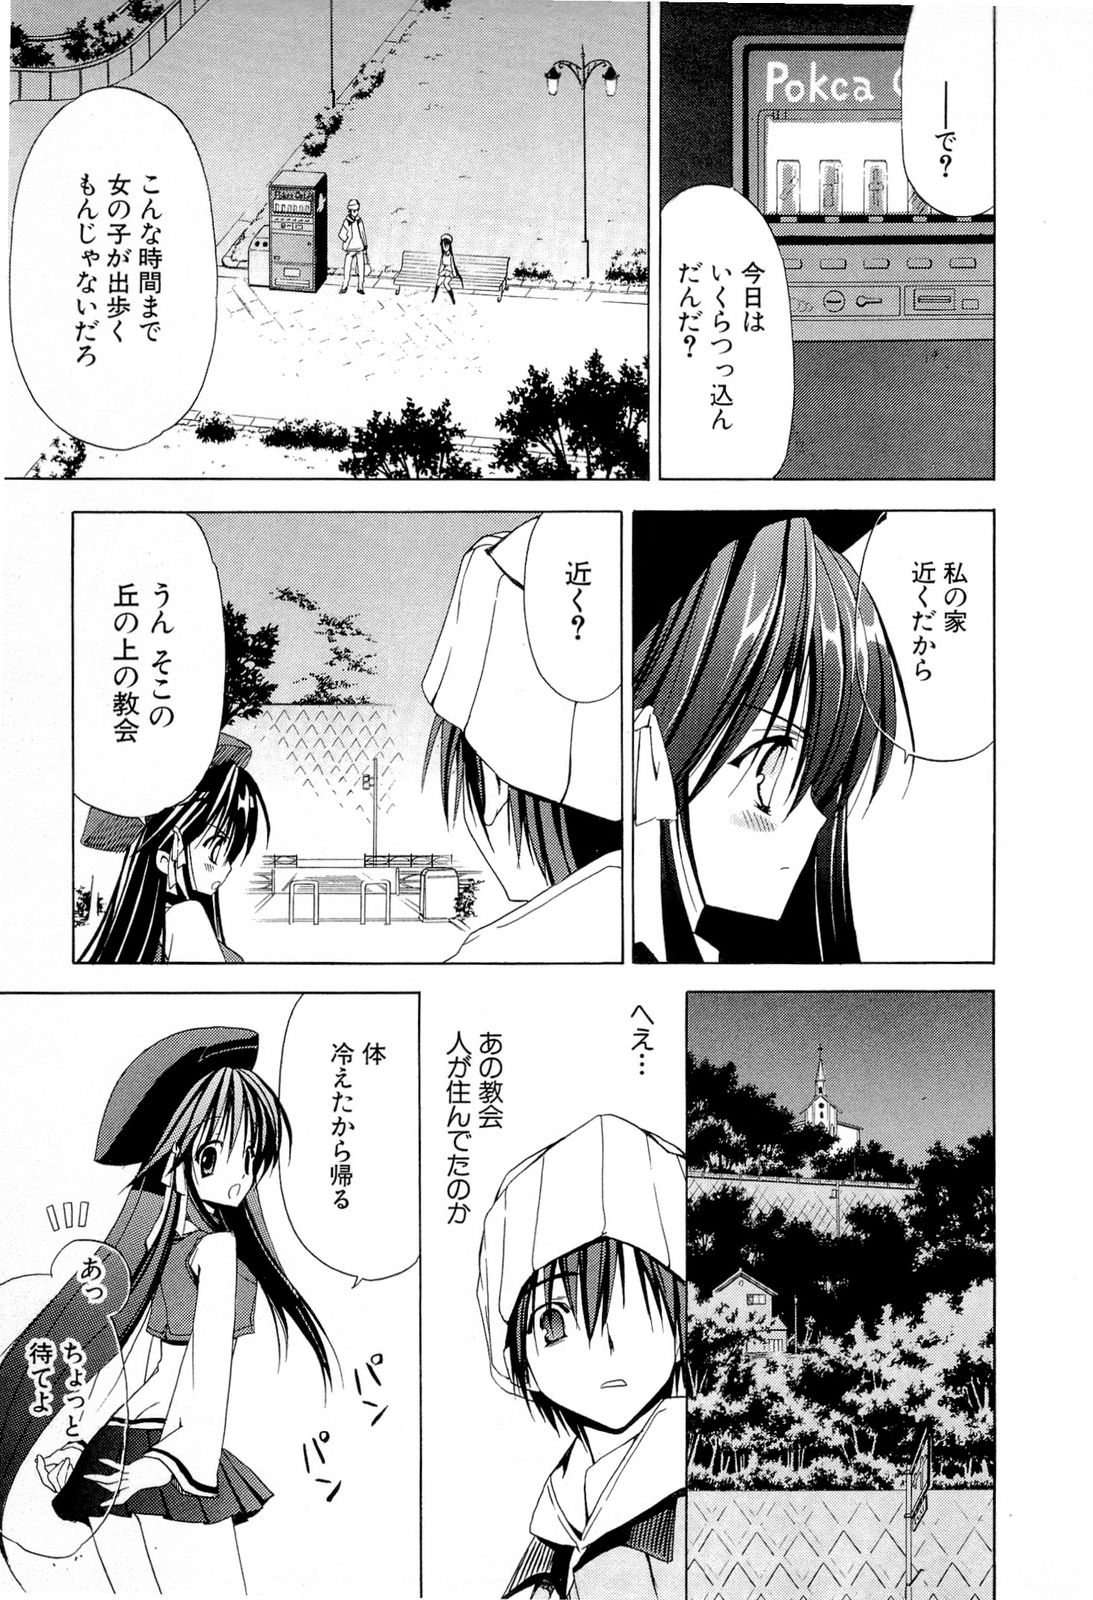 ――で？
Pokca
今日は
いくらつっ込ん
だんだ？
こんな時間まで
女の子が出歩く
もんじゃないだろ
私の家
近くだから
近く？
うん そこの
丘の上の教会
へえ…
あの教会
人が住んでたのか
体
冷えたから帰る
パン
パン
あっ
ちょっと
待てよ